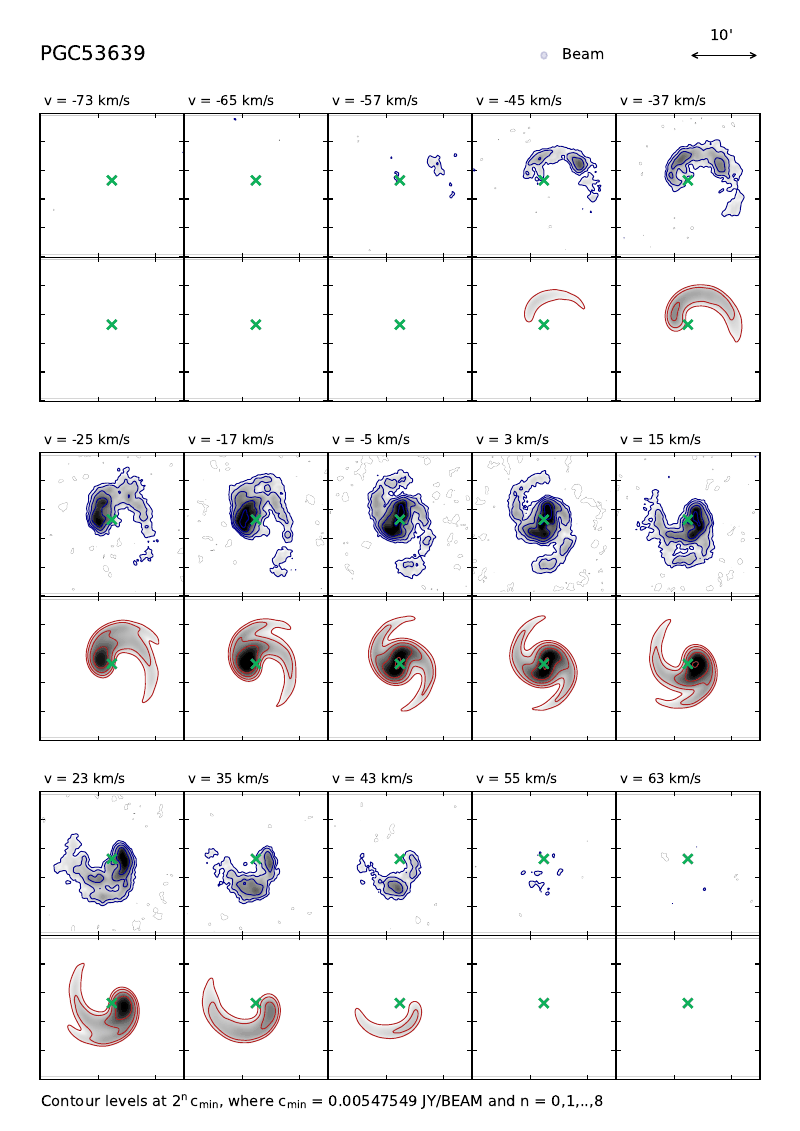 10'
PGC53639 Beam
v = -73 km/s v = -65 km/s v = -57 km/s v = -45 km/s v = -37 km/s
v = -25 km/s v = -17 km/s v = -5 km/s v = 3 km/s v = 15 km/s
v = 23 km/s v = 35 km/s v = 43 km/s v = 55 km/s v = 63 km/s
Contour levels at 2ⁿ c_min, where c_min = 0.00547549 JY/BEAM and n = 0,1,..,8